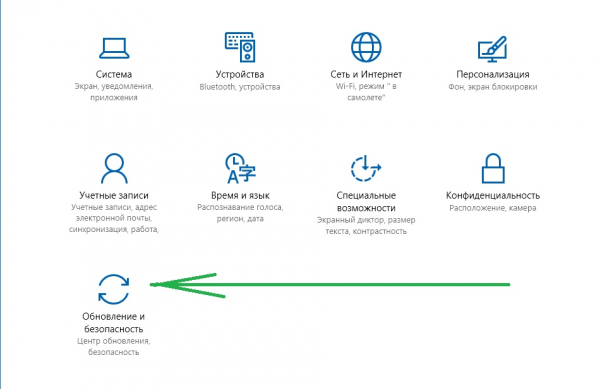 Система
Экран, уведомления,
приложения
Устройства
Bluetooth, устройства
Сеть и Интернет
Wi-Fi, режим " в
самолете"
Персонализация
Фон, экран блокировки
Учетные записи
Учетные записи, адрес
электронной почты,
синхронизация, работа,
A字
Время и язык
Распознавание голоса,
регион, дата
Специальные
возможности
Экранный диктор, размер
текста, контрастность
Конфиденциальность
Расположение, камера
Обновление и
безопасность
Центр обновления,
безопасность